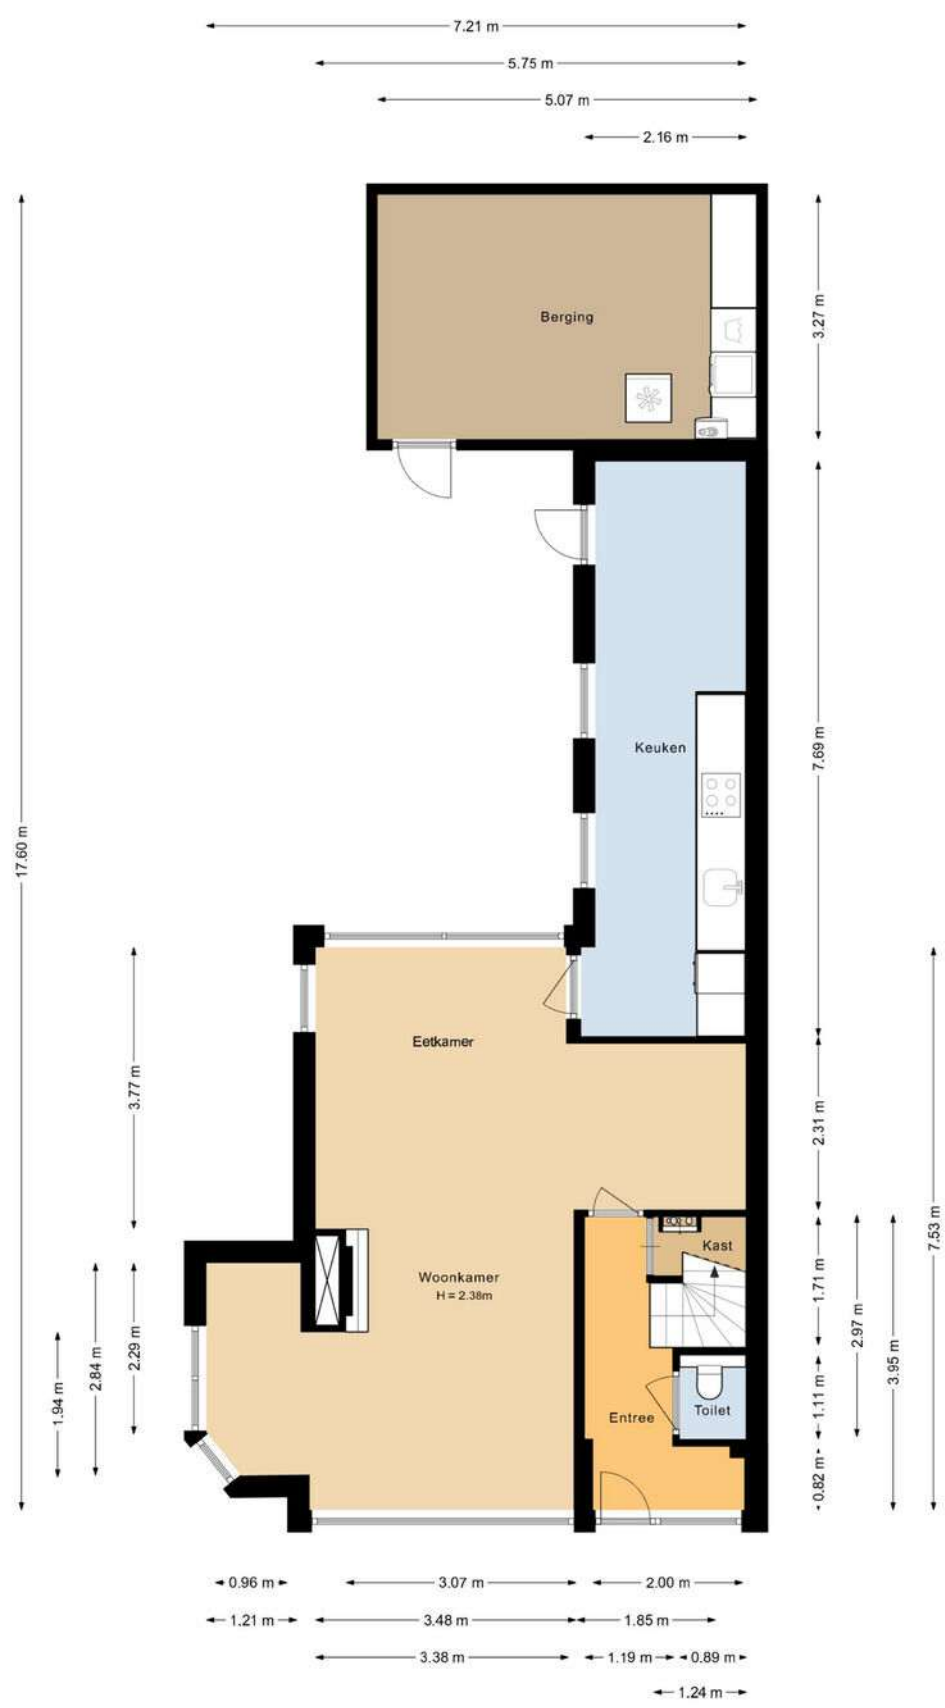 7.21 m
5.75 m
5.07 m
2.16 m
Berging
3.27 m
Keuken
7.69 m
17.60 m
Eetkamer
3.77 m
2.31 m
7.53 m
Kast
Woonkamer
H = 2.38m
1.71 m
2.97 m
3.95 m
2.29 m
2.84 m
1.94 m
1.11 m
Toilet
Entree
0.82 m
0.96 m
3.07 m
2.00 m
1.21 m
3.48 m
1.85 m
3.38 m
1.19 m
0.89 m
1.24 m